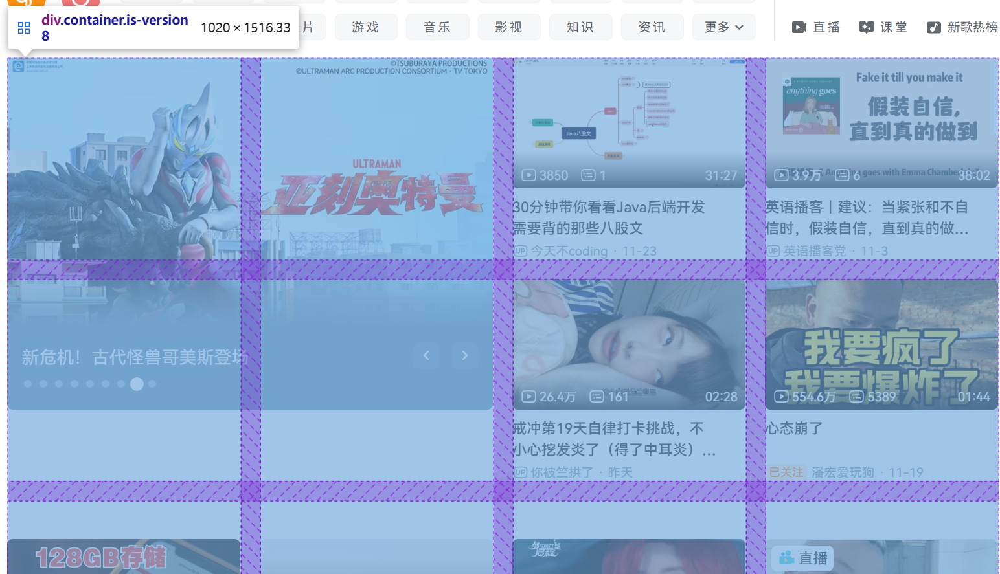 div.container.is-version
8
1020 × 1516.33
片
游戏
音乐
影视
知识
资讯
更多
直播
课堂
新歌热榜
©TSUBURAYA PRODUCTIONS
©ULTRAMAN ARC PRODUCTION CONSORTIUM・TV TOKYO
ULTRAMAN
亚刻奥特曼
新危机！古代怪兽哥美斯登场
Java八股文
3850
1
31:27
30分钟带你看看Java后端开发
需要背的那些八股文
UP 今天不coding · 11-23
anything
goes
Fake it till you make it
假装自信，
直到真的做到
Anything goes with Emma Chamberlain
3.9万
6
38:02
英语播客丨建议：当紧张和不自
信时，假装自信，直到真的做...
UP 英语播客党 · 11-3
26.4万
161
02:28
戒冲第19天自律打卡挑战，不
小心挖发炎了（得了中耳炎）...
UP 你被竺拱了 · 昨天
我要疯了
我要爆炸了
554.6万
5389
01:44
心态崩了
已关注 潘宏爱玩狗 · 11-19
128GB存储
直播